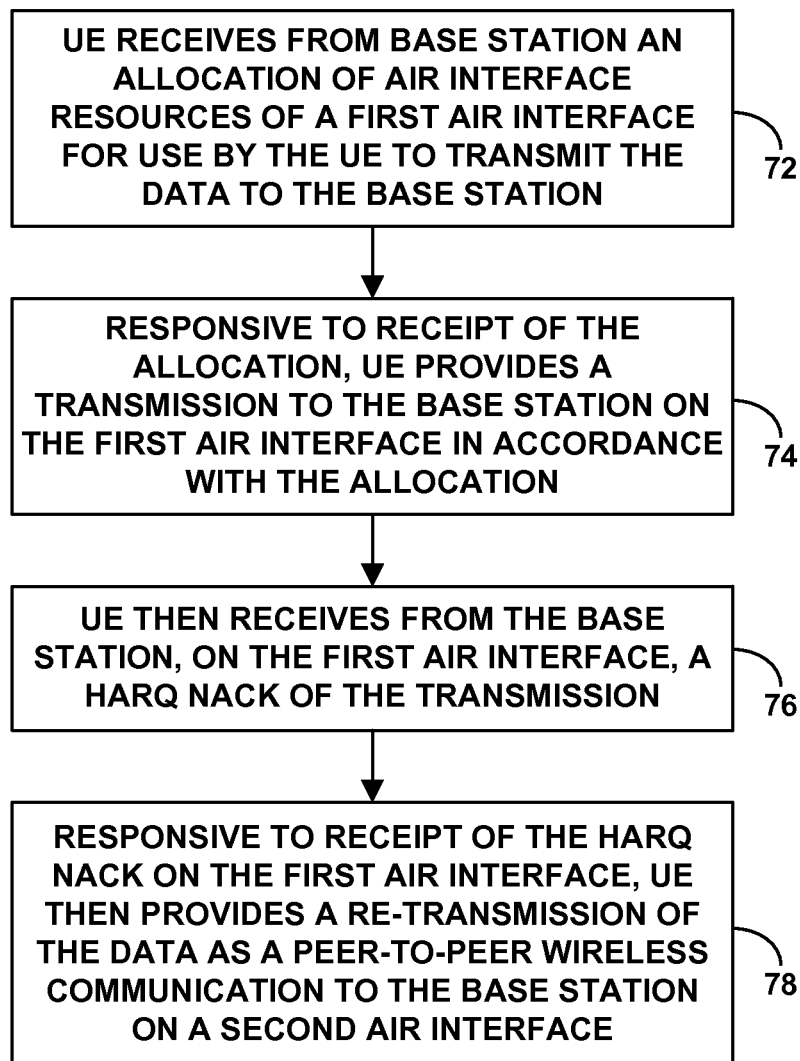 UE RECEIVES FROM BASE STATION AN
ALLOCATION OF AIR INTERFACE
RESOURCES OF A FIRST AIR INTERFACE
FOR USE BY THE UE TO TRANSMIT THE
DATA TO THE BASE STATION
72
RESPONSIVE TO RECEIPT OF THE
ALLOCATION, UE PROVIDES A
TRANSMISSION TO THE BASE STATION ON
THE FIRST AIR INTERFACE IN ACCORDANCE
WITH THE ALLOCATION
74
UE THEN RECEIVES FROM THE BASE
STATION, ON THE FIRST AIR INTERFACE, A
HARQ NACK OF THE TRANSMISSION
76
RESPONSIVE TO RECEIPT OF THE HARQ
NACK ON THE FIRST AIR INTERFACE, UE
THEN PROVIDES A RE-TRANSMISSION OF
THE DATA AS A PEER-TO-PEER WIRELESS
COMMUNICATION TO THE BASE STATION
ON A SECOND AIR INTERFACE
78